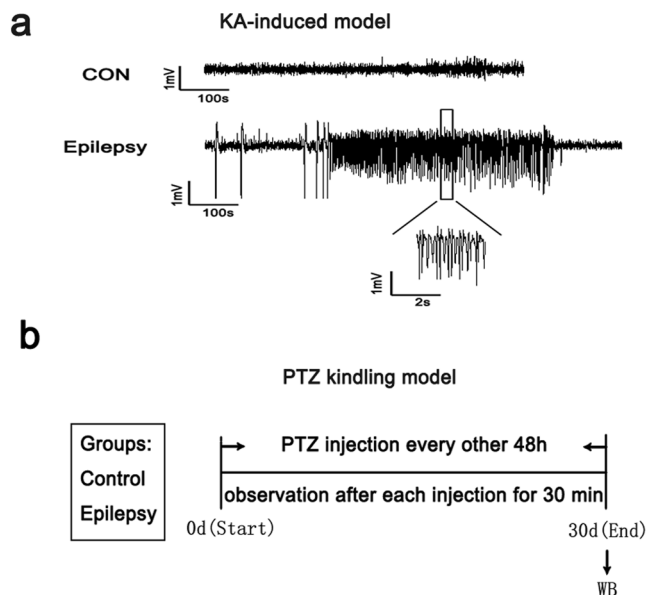 a
KA-induced model
CON
1mV
100s
Epilepsy
1mV
100s
1mV
2s
b
PTZ kindling model
Groups:
Control
Epilepsy
PTZ injection every other 48h
observation after each injection for 30 min
0d(Start)
30d(End)
WB